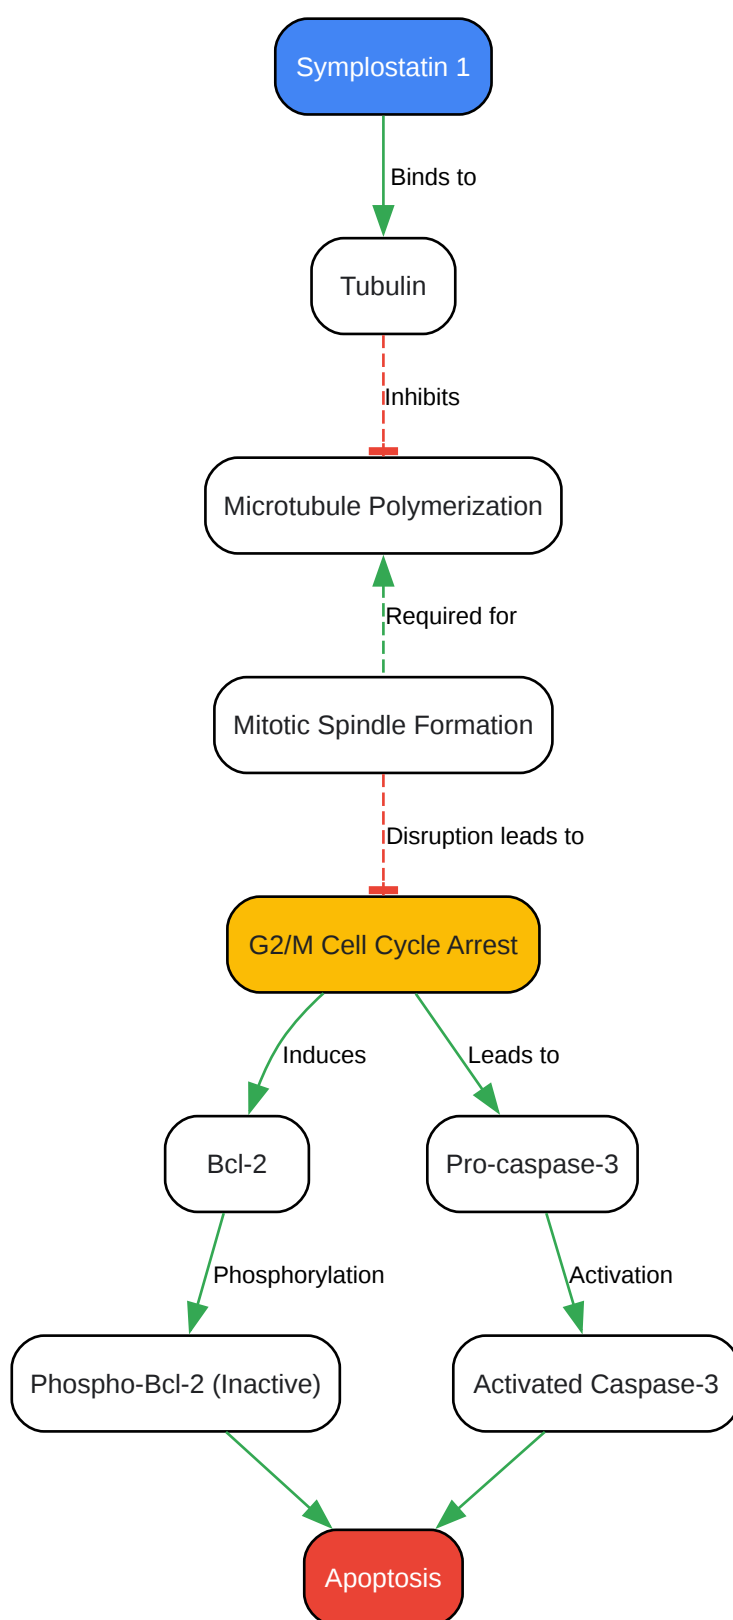 Symplostatin 1
Binds to
Tubulin
Inhibits
Microtubule Polymerization
Required for
Mitotic Spindle Formation
Disruption leads to
G2/M Cell Cycle Arrest
Induces
Leads to
Bcl-2
Pro-caspase-3
Phosphorylation
Activation
Phospho-Bcl-2 (Inactive)
Activated Caspase-3
Apoptosis